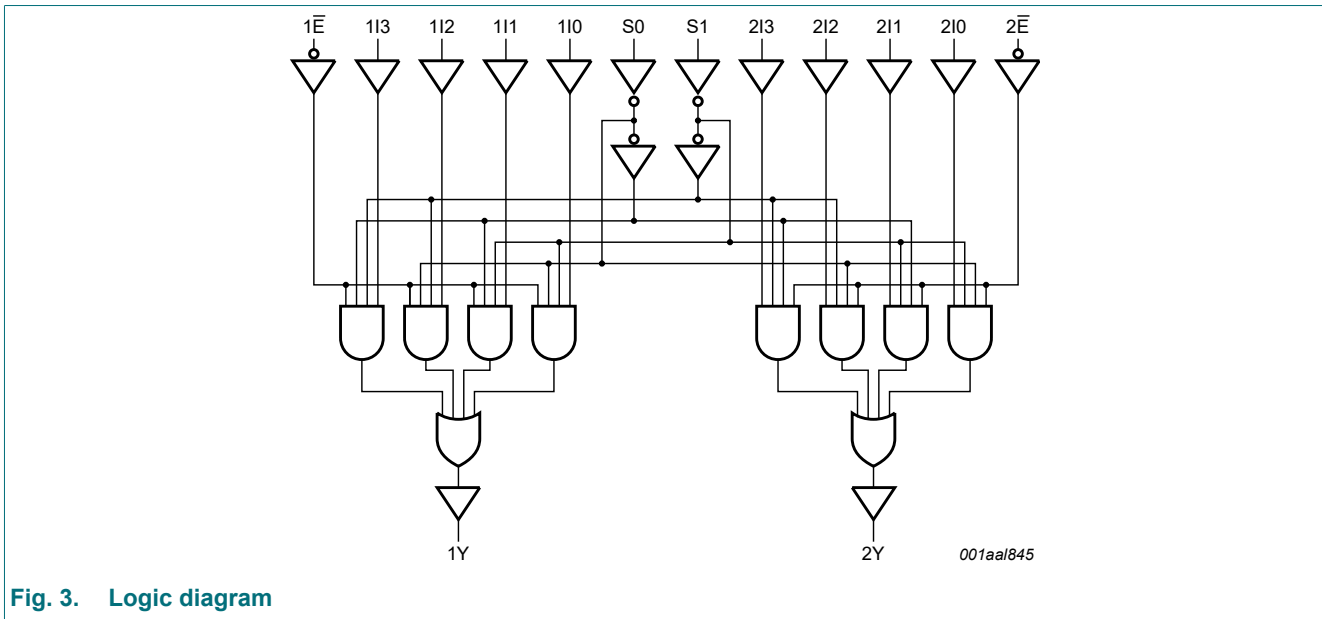 1E̅ 1I3 1I2 1I1 1I0 S0 S1 2I3 2I2 2I1 2I0 2E̅
1Y 2Y 001aal845
Fig. 3. Logic diagram